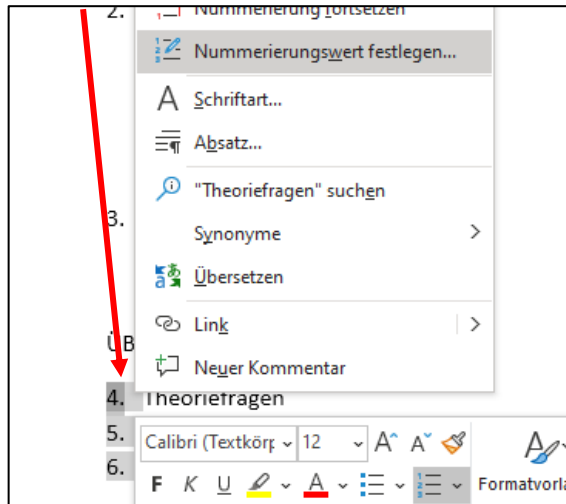 2. Nummerierung fortsetzen
Nummerierungswert festlegen...
Schriftart...
Absatz...
"Theoriefragen" suchen
3.
Synonyme
Übersetzen
Link
ÜB
Neuer Kommentar
4. Theoriefragen
5. Calibri (Textkörp 12 A A
6.
F K U A Formatvorla